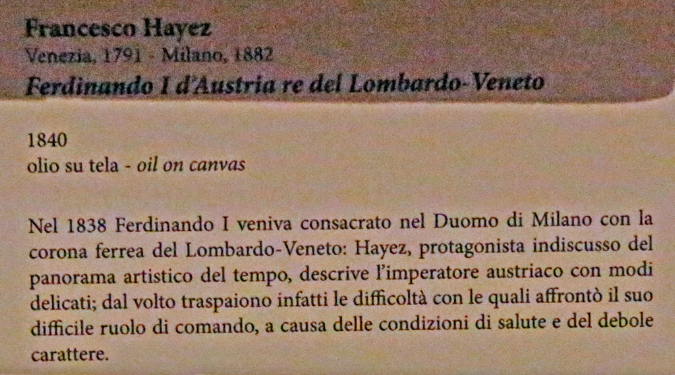 Francesco Hayez
Venezia, 1791 - Milano, 1882
Ferdinando I d'Austria re del Lombardo-Veneto
1840
olio su tela - oil on canvas
Nel 1838 Ferdinando I veniva consacrato nel Duomo di Milano con la
corona ferrea del Lombardo-Veneto: Hayez, protagonista indiscusso del
panorama artistico del tempo, descrive l'imperatore austriaco con modi
delicati; dal volto traspaiono infatti le difficoltà con le quali affrontò il suo
difficile ruolo di comando, a causa delle condizioni di salute e del debole
carattere.